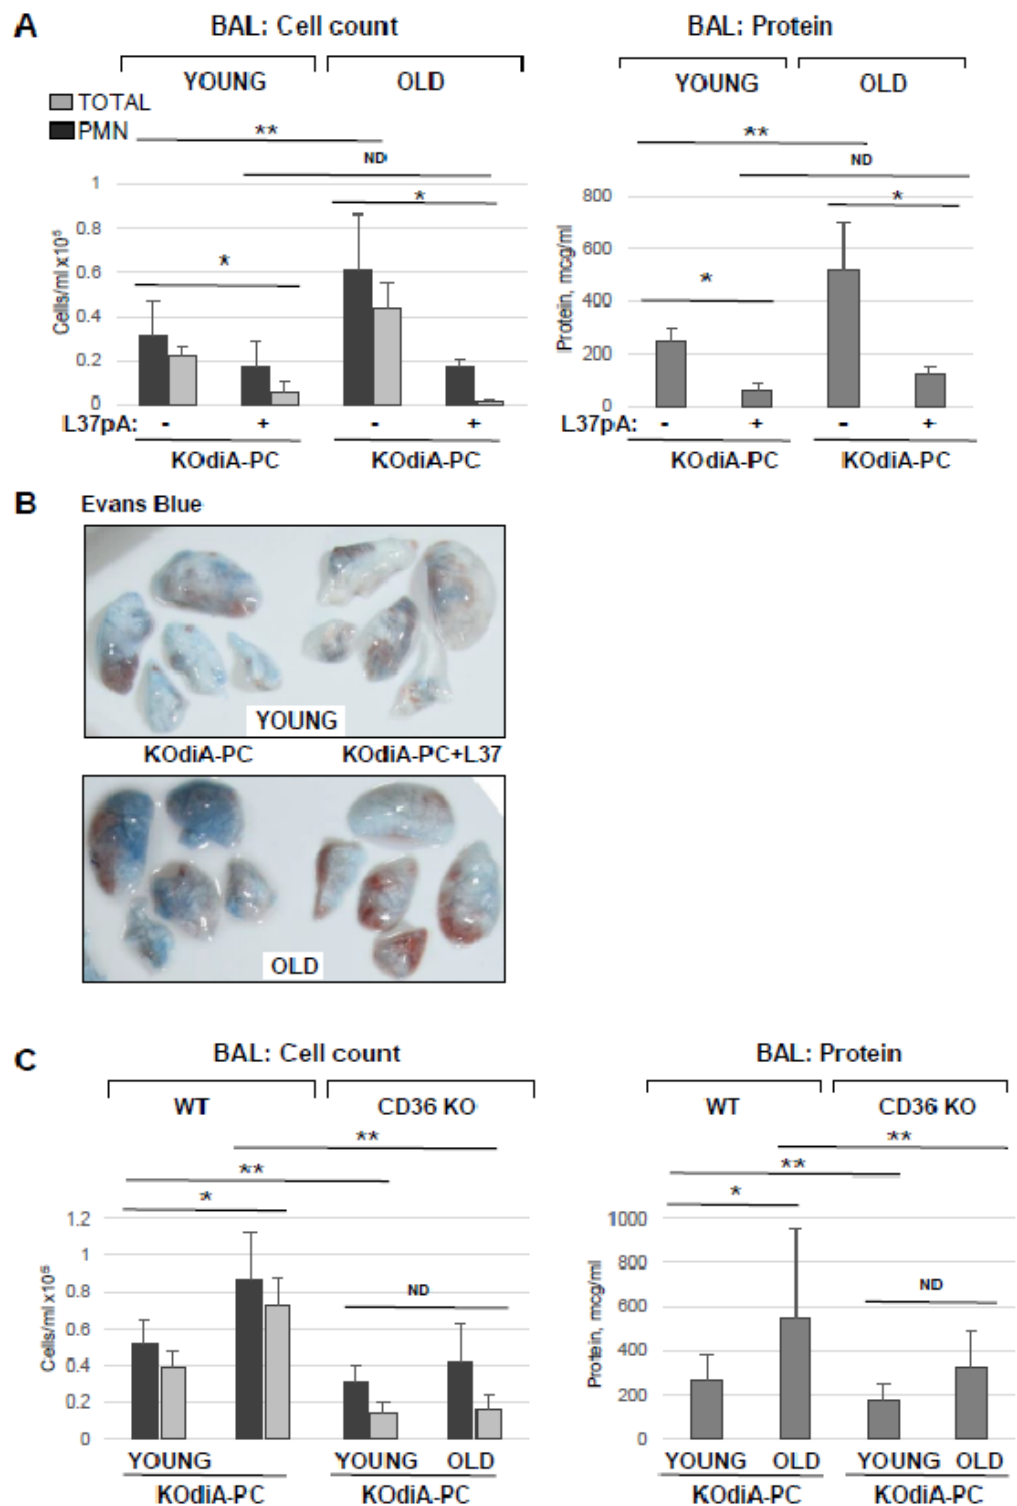 A
BAL: Cell count
YOUNG
OLD
TOTAL
PMN
**
ND
*
*
Cells/ml x10⁶
1
0.8
0.6
0.4
0.2
0
L37pA: - + - +
KOdiA-PC KOdiA-PC
BAL: Protein
YOUNG
OLD
**
ND
*
*
Protein, mcg/ml
800
600
400
200
0
L37pA: - + - +
KOdiA-PC KOdiA-PC
B
Evans Blue
YOUNG
KOdiA-PC KOdiA-PC+L37
OLD
C
BAL: Cell count
WT
CD36 KO
**
**
*
ND
Cells/ml x10⁶
1.2
1
0.8
0.6
0.4
0.2
0
YOUNG YOUNG OLD
KOdiA-PC KOdiA-PC
BAL: Protein
WT
CD36 KO
**
**
*
ND
Protein, mcg/ml
1000
800
600
400
200
0
YOUNG OLD YOUNG OLD
KOdiA-PC KOdiA-PC